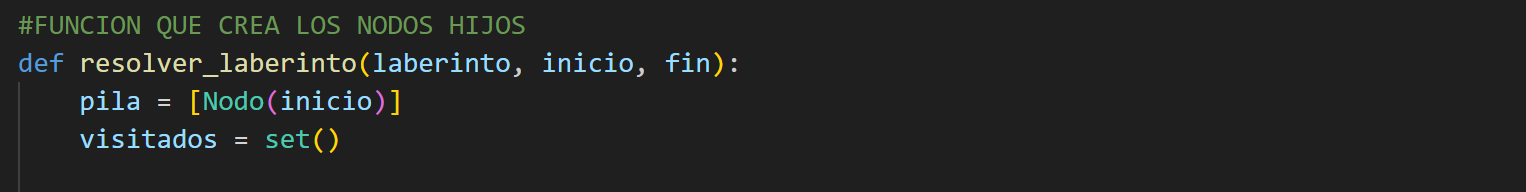 #FUNCION QUE CREA LOS NODOS HIJOS
def resolver_laberinto(laberinto, inicio, fin):
    pila = [Nodo(inicio)]
    visitados = set()